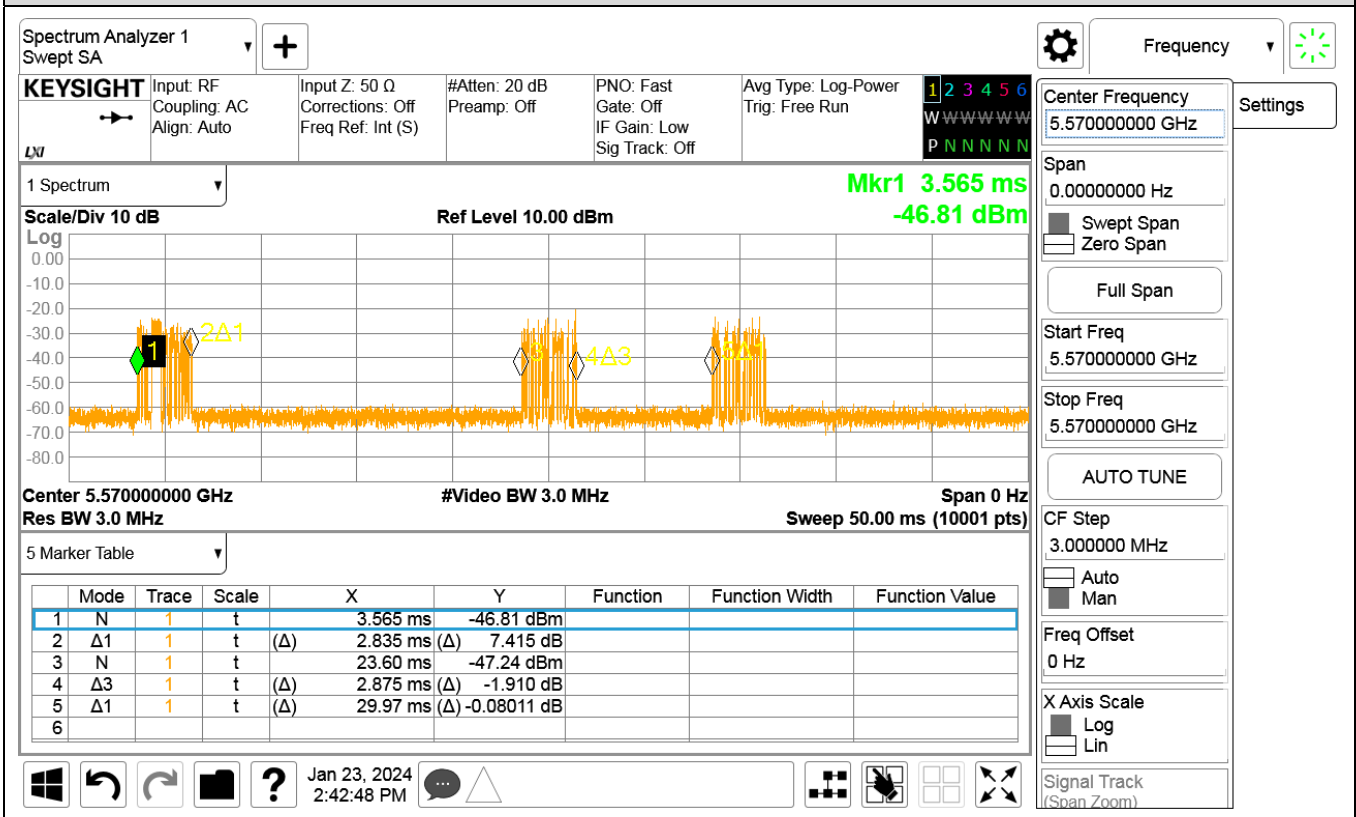 Spectrum Analyzer 1
Swept SA
+
Frequency
KEYSIGHT
LXI
Input: RF
Coupling: AC
Align: Auto
Input Z: 50 Ω
Corrections: Off
Freq Ref: Int (S)
#Atten: 20 dB
Preamp: Off
PNO: Fast
Gate: Off
IF Gain: Low
Sig Track: Off
Avg Type: Log-Power
Trig: Free Run
1 2 3 4 5 6
W W W W W W
P N N N N N
1 Spectrum
Mkr1 3.565 ms
-46.81 dBm
Scale/Div 10 dB
Ref Level 10.00 dBm
Log
0.00
-10.0
-20.0
-30.0
-40.0
-50.0
-60.0
-70.0
-80.0
1
2Δ1
3
4Δ3
5Δ1
Center 5.570000000 GHz
#Video BW 3.0 MHz
Span 0 Hz
Res BW 3.0 MHz
Sweep 50.00 ms (10001 pts)
5 Marker Table
Mode Trace Scale X Y Function Function Width Function Value
1 N 1 t 3.565 ms -46.81 dBm
2 Δ1 1 t (Δ) 2.835 ms (Δ) 7.415 dB
3 N 1 t 23.60 ms -47.24 dBm
4 Δ3 1 t (Δ) 2.875 ms (Δ) -1.910 dB
5 Δ1 1 t (Δ) 29.97 ms (Δ) -0.08011 dB
6
Jan 23, 2024
2:42:48 PM
?
Center Frequency
5.570000000 GHz
Settings
Span
0.00000000 Hz
Swept Span
Zero Span
Full Span
Start Freq
5.570000000 GHz
Stop Freq
5.570000000 GHz
AUTO TUNE
CF Step
3.000000 MHz
Auto
Man
Freq Offset
0 Hz
X Axis Scale
Log
Lin
Signal Track
(Span Zoom)